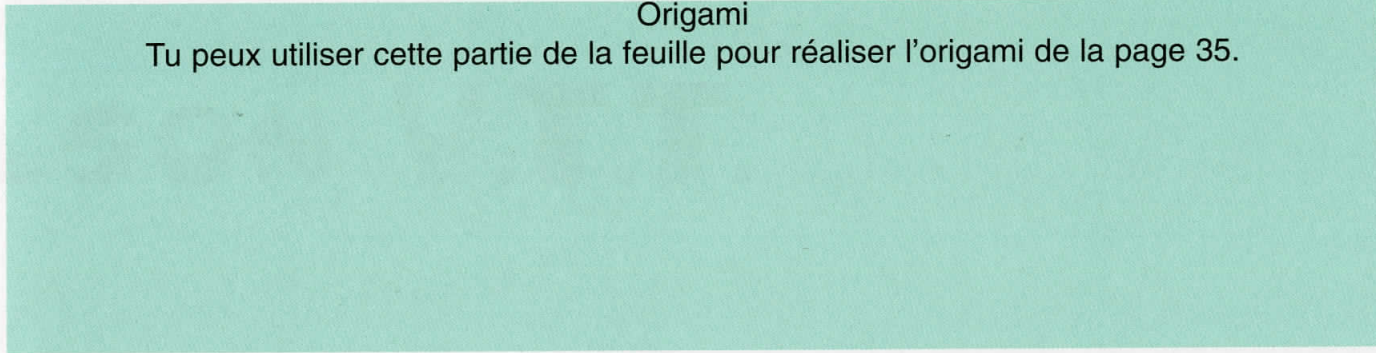 Origami
Tu peux utiliser cette partie de la feuille pour réaliser l'origami de la page 35.